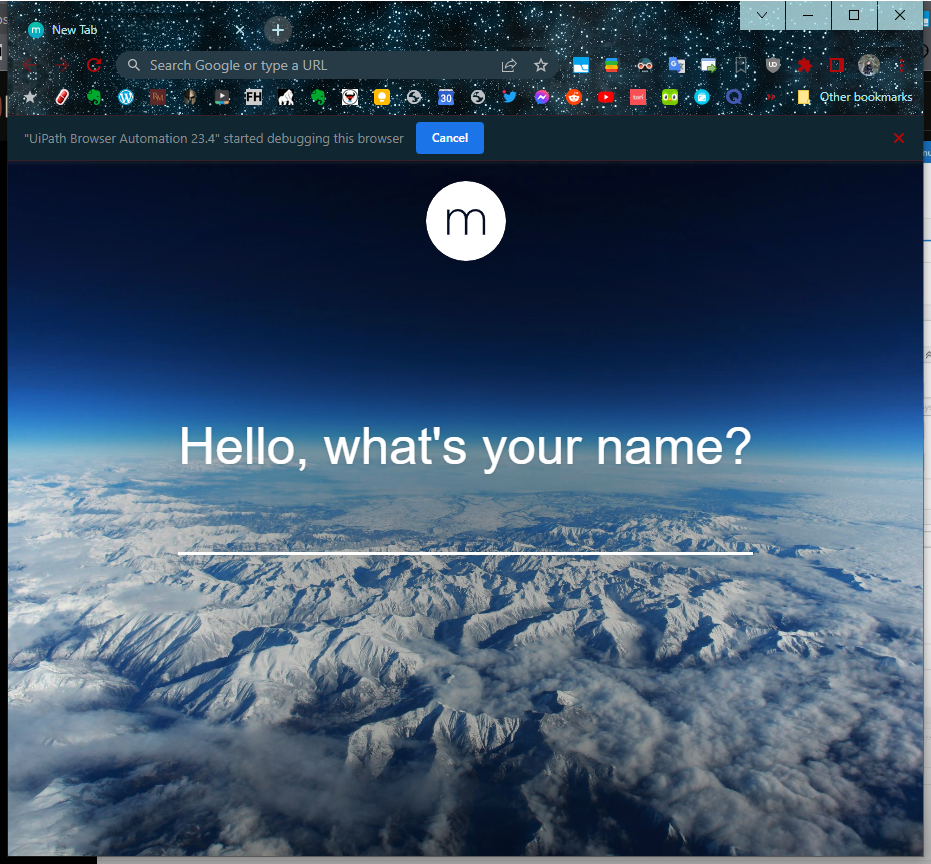 m New Tab
Search Google or type a URL
FH
30
UD
Other bookmarks
"UiPath Browser Automation 23.4" started debugging this browser
Cancel
m
Hello, what's your name?